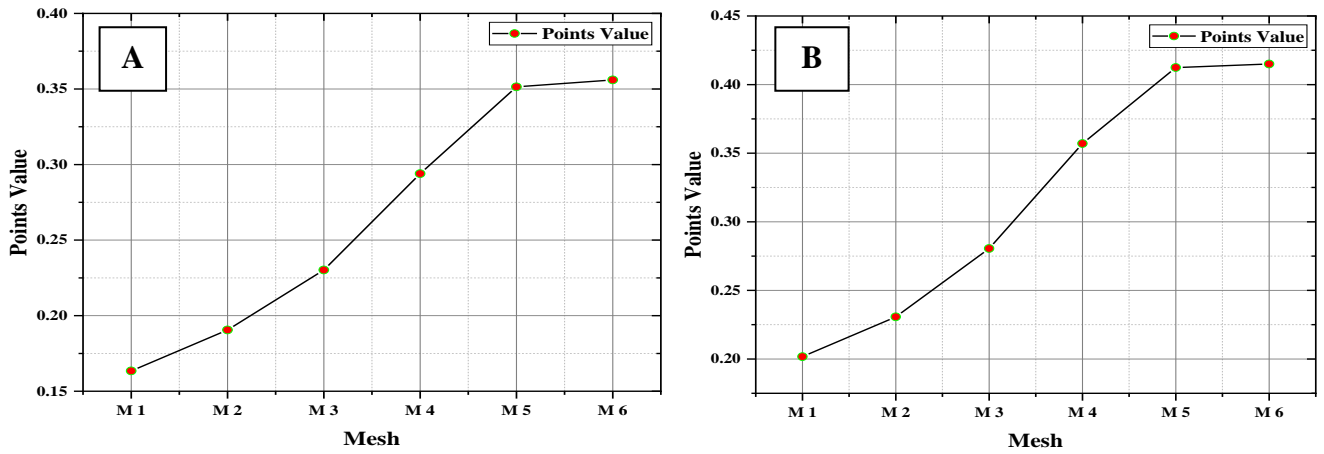 A
Points Value
0.40
0.35
0.30
0.25
0.20
0.15
Points Value
M 1
M 2
M 3
M 4
M 5
M 6
Mesh
B
Points Value
0.45
0.40
0.35
0.30
0.25
0.20
Points Value
M 1
M 2
M 3
M 4
M 5
M 6
Mesh